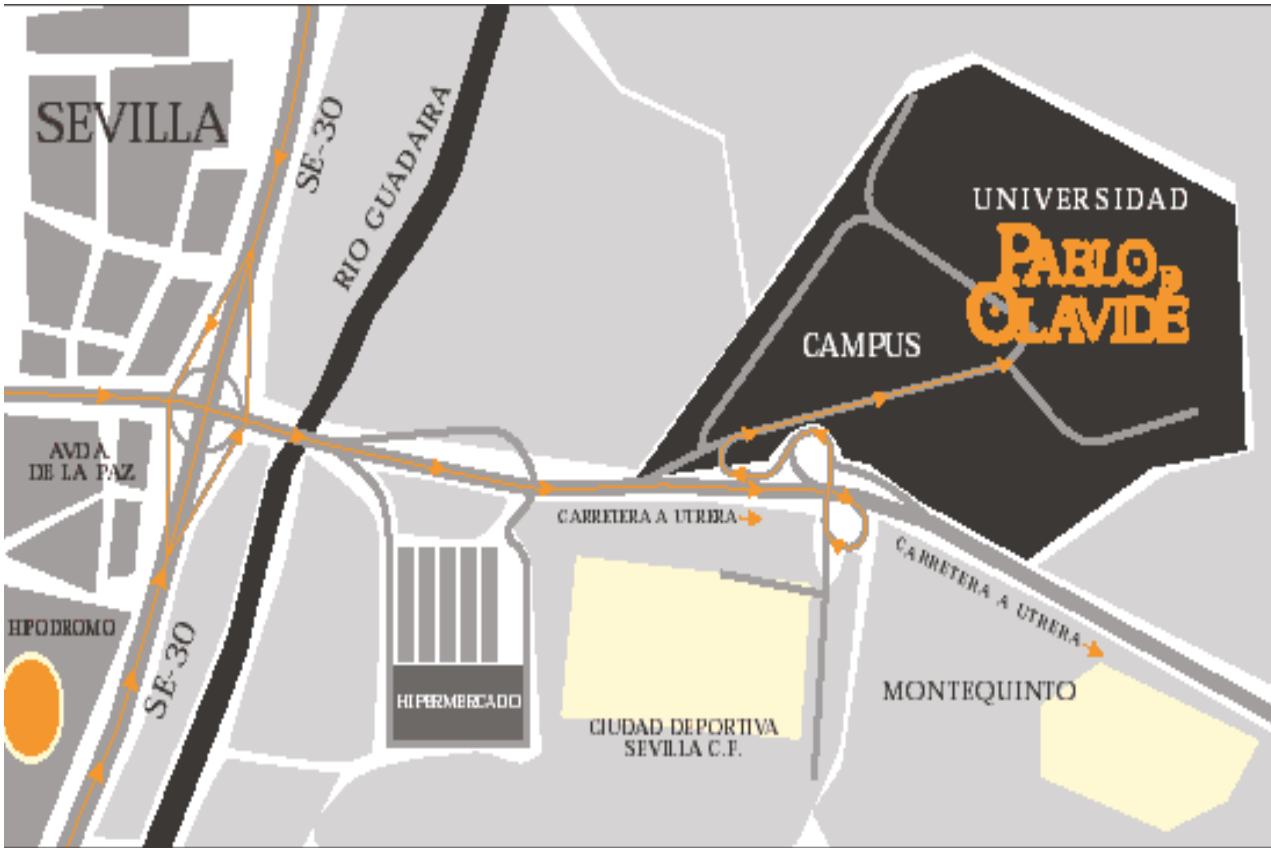 SEVILLA
SE-30
RIO GUADAIRA
UNIVERSIDAD
PABLO DE
OLAVIDE
CAMPUS
AVDA.
DE LA PAZ
CARRETERA A UTRERA
CARRETERA A UTRERA
HIPODROMO
SE-30
HIPERMERCADO
MONTEQUINTO
CIUDAD DEPORTIVA
SEVILLA C.F.